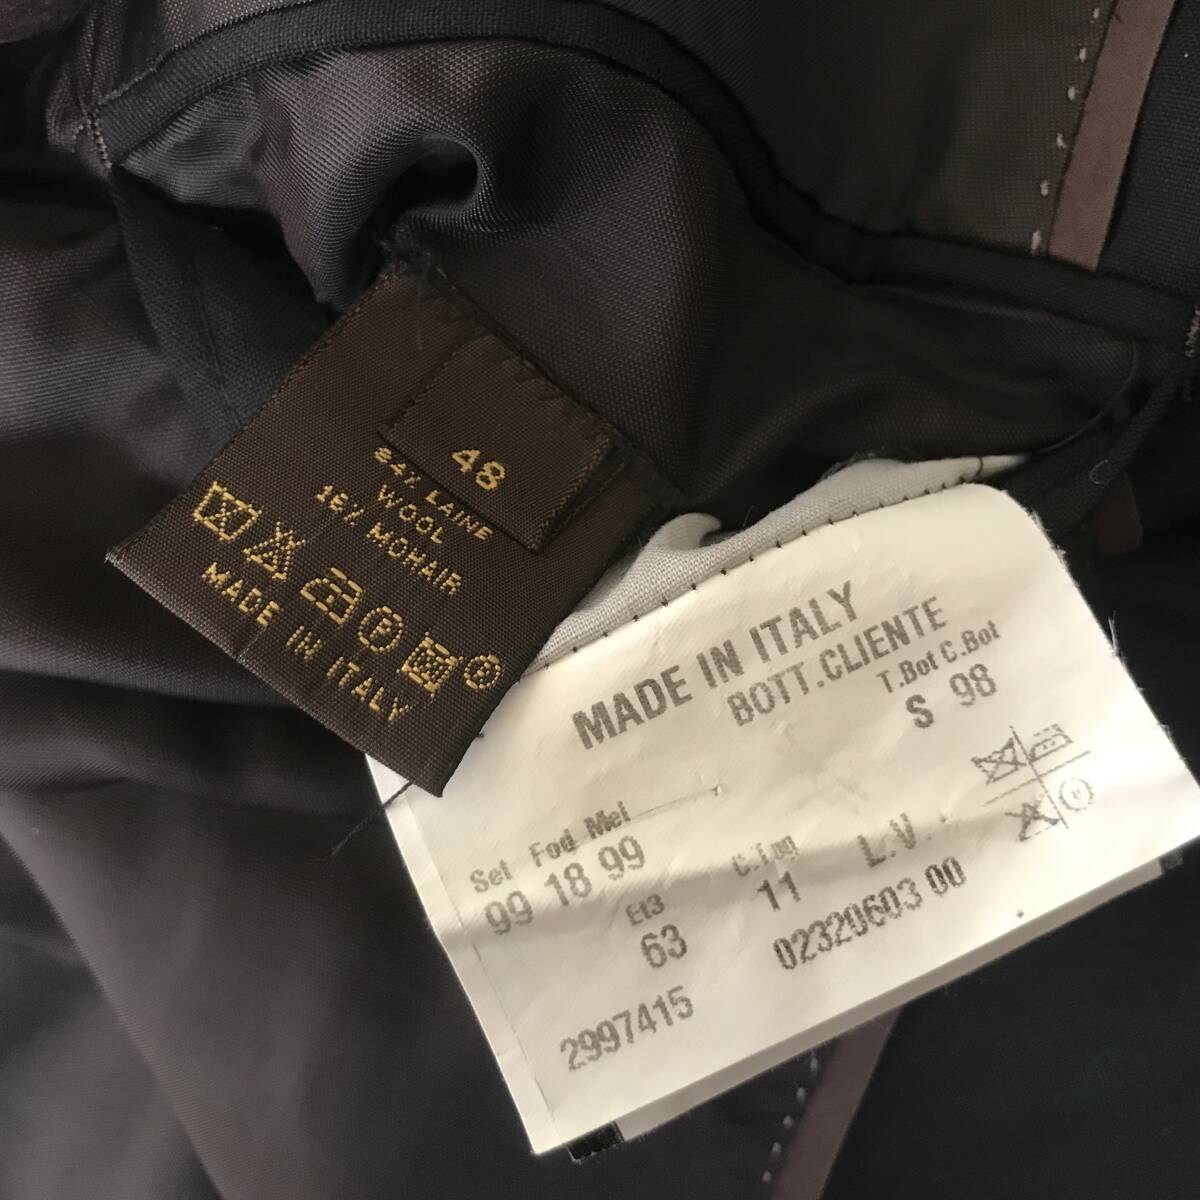 48
84% LAINE
WOOL
16% MOHAIR
P
MADE IN ITALY
MADE IN ITALY
BOTT.CLIENTE
T.Bot C.Bot
S 98
Set Fod Mel
99 18 99
Et3 C.Tag L.V.
63 11 02320603 00
2997415